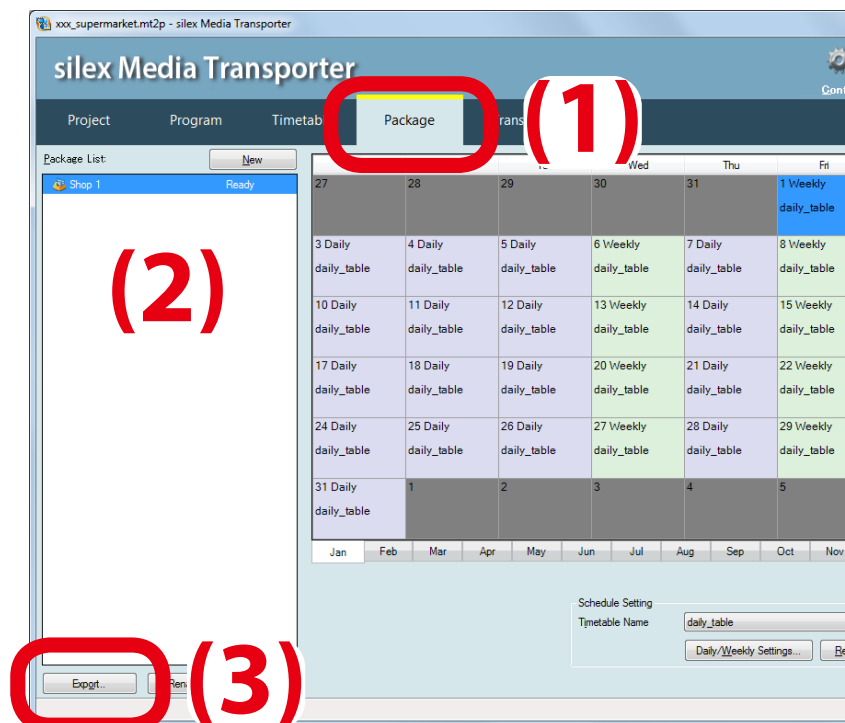 xxx_supermarket.mt2p - silex Media Transporter
silex Media Transporter
Project Program Package
(1)
Package List: New
Wed Thu Fri
Shop 1 Ready
(2)
27 28 29 30 31 1 Weekly
daily_table
3 Daily 4 Daily 5 Daily 6 Weekly 7 Daily 8 Weekly
daily_table daily_table daily_table daily_table daily_table daily_table
10 Daily 11 Daily 12 Daily 13 Weekly 14 Daily 15 Weekly
daily_table daily_table daily_table daily_table daily_table daily_table
17 Daily 18 Daily 19 Daily 20 Weekly 21 Daily 22 Weekly
daily_table daily_table daily_table daily_table daily_table daily_table
24 Daily 25 Daily 26 Daily 27 Weekly 28 Daily 29 Weekly
daily_table daily_table daily_table daily_table daily_table daily_table
31 Daily 1 2 3 4 5
daily_table
Jan Feb Mar Apr May Jun Jul Aug Sep Oct Nov
Schedule Setting
Timetable Name daily_table
Daily/Weekly Settings...
Export...
(3)